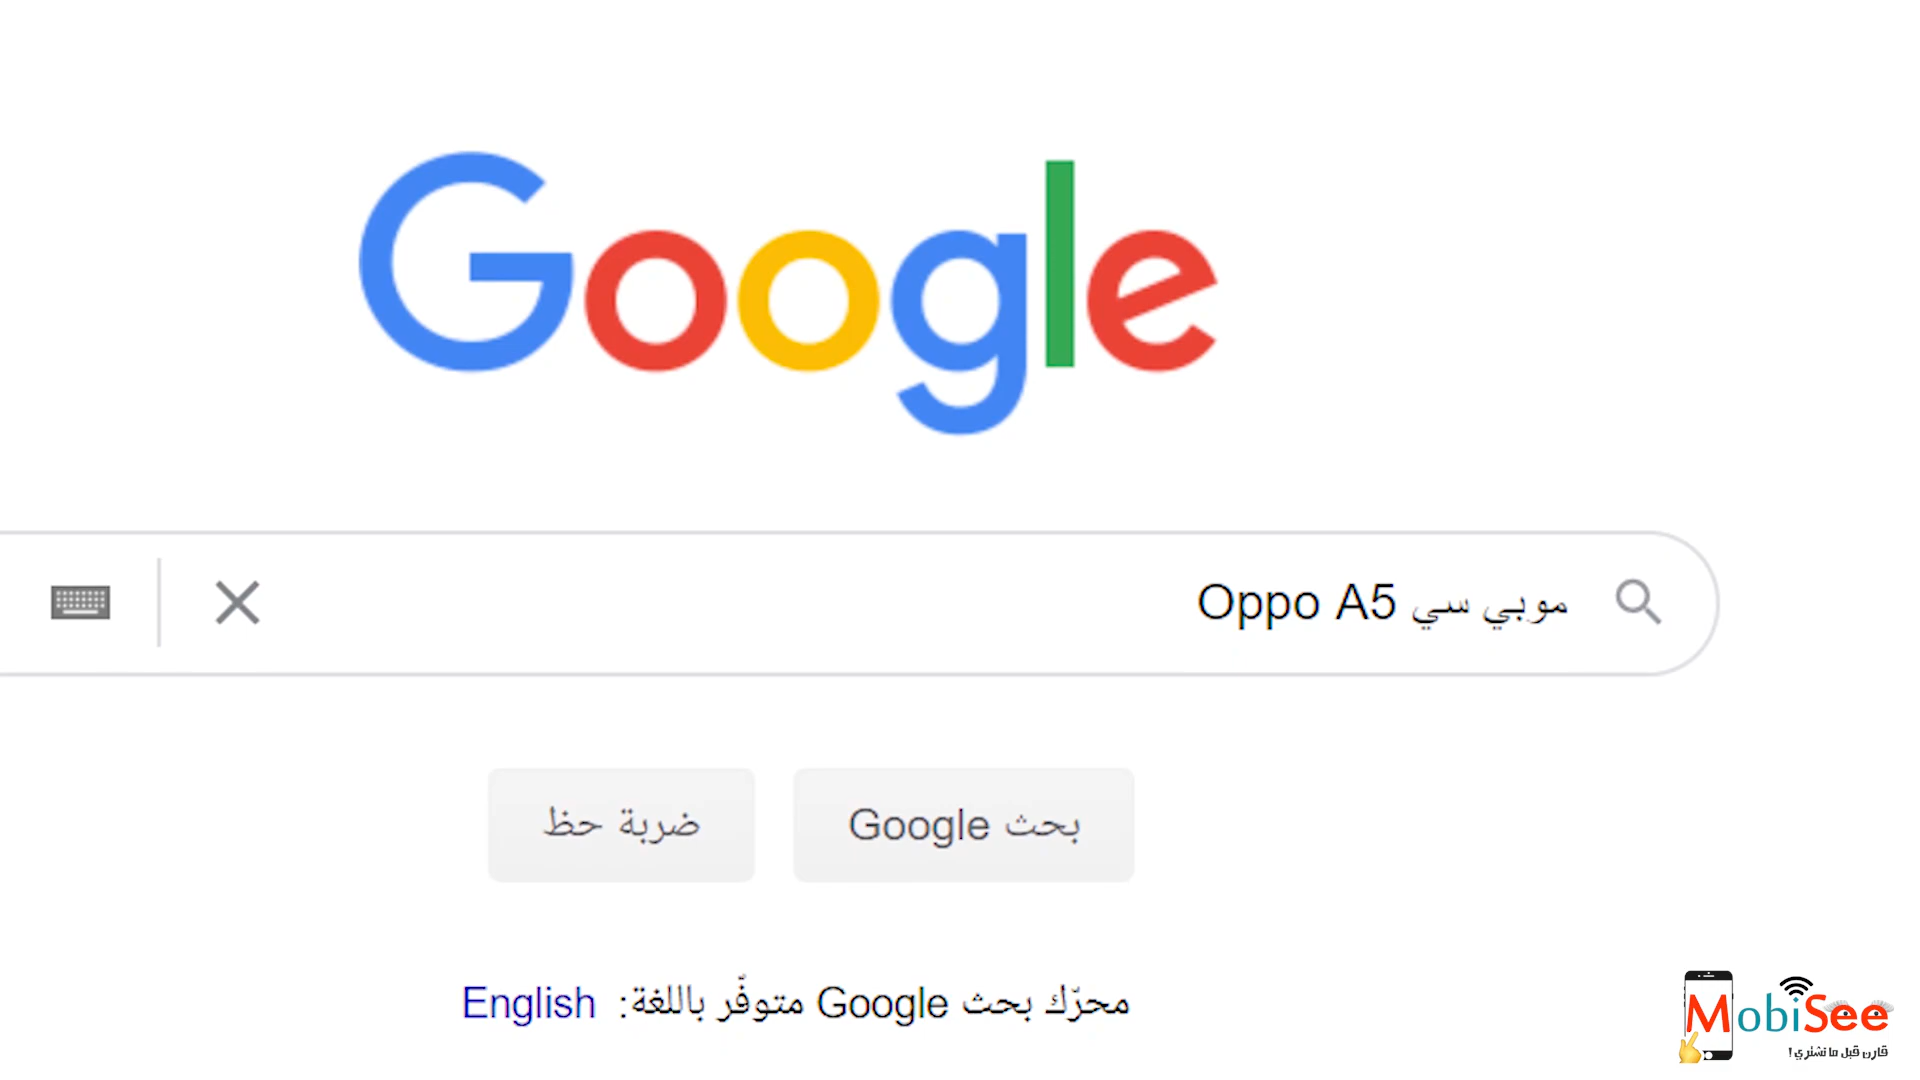 Google
موبي سي Oppo A5
بحث Google
ضربة حظ
محرّك بحث Google متوفّر باللغة: English
MobiSee
قارن قبل ما تشتري!